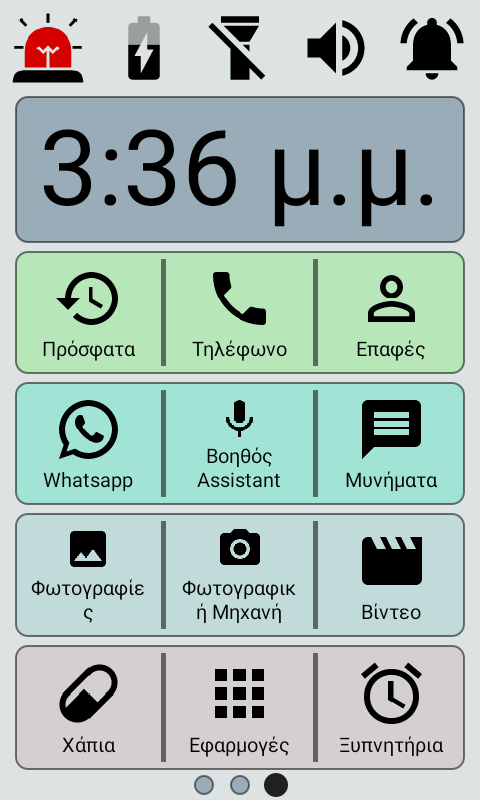 3:36 μ.μ.
Πρόσφατα
Τηλέφωνο
Επαφές
Whatsapp
Βοηθός
Assistant
Μυνήματα
Φωτογραφίε
ς
Φωτογραφικ
ή Μηχανή
Βίντεο
Χάπια
Εφαρμογές
Ξυπνητήρια